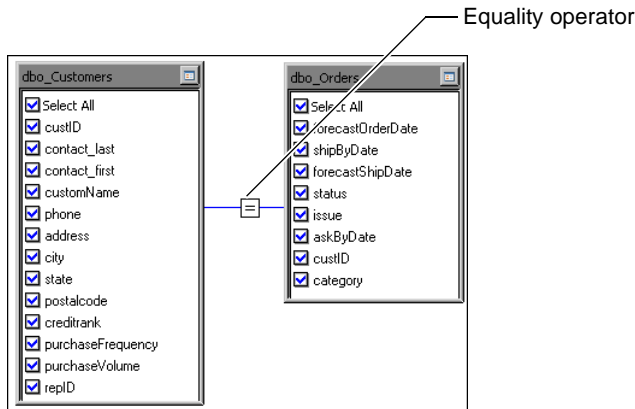 Equality operator
dbo_Customers
Select All
custID
contact_last
contact_first
customName
phone
address
city
state
postalcode
creditrank
purchaseFrequency
purchaseVolume
repID
=
dbo_Orders
Select All
forecastOrderDate
shipByDate
forecastShipDate
status
issue
askByDate
custID
category